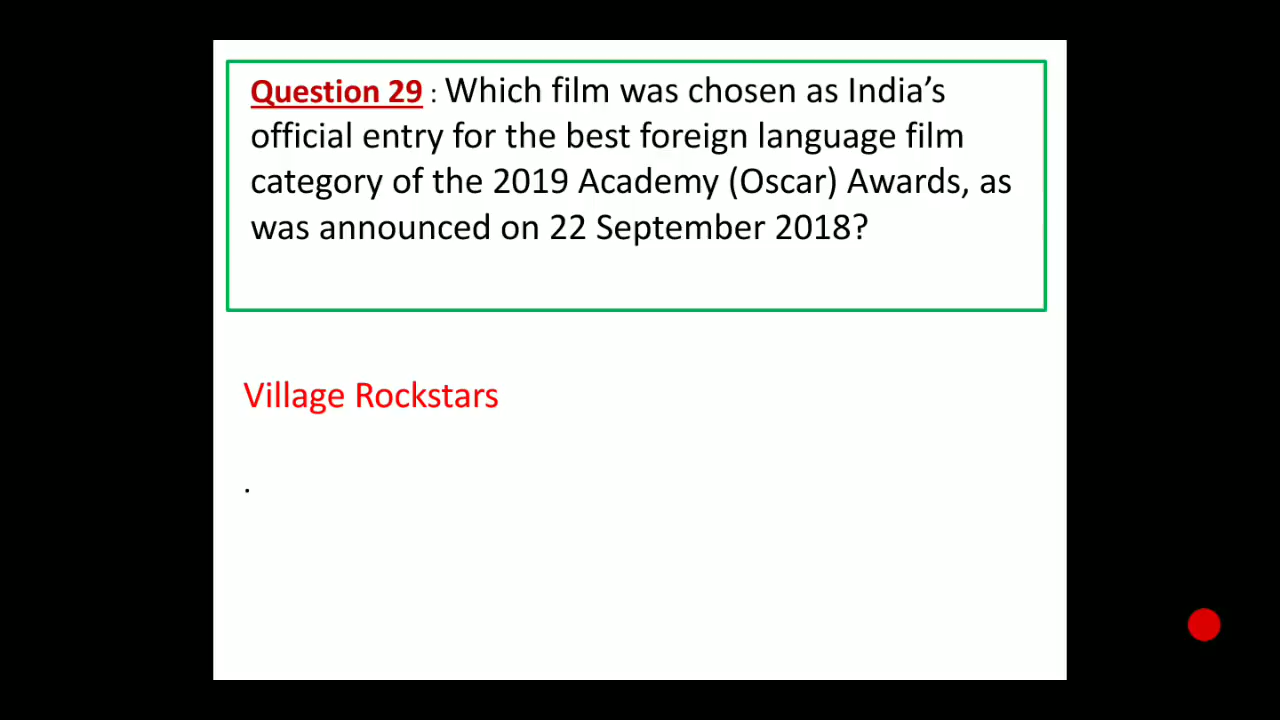 Question 29 : Which film was chosen as India’s
official entry for the best foreign language film
category of the 2019 Academy (Oscar) Awards, as
was announced on 22 September 2018?
Village Rockstars
.